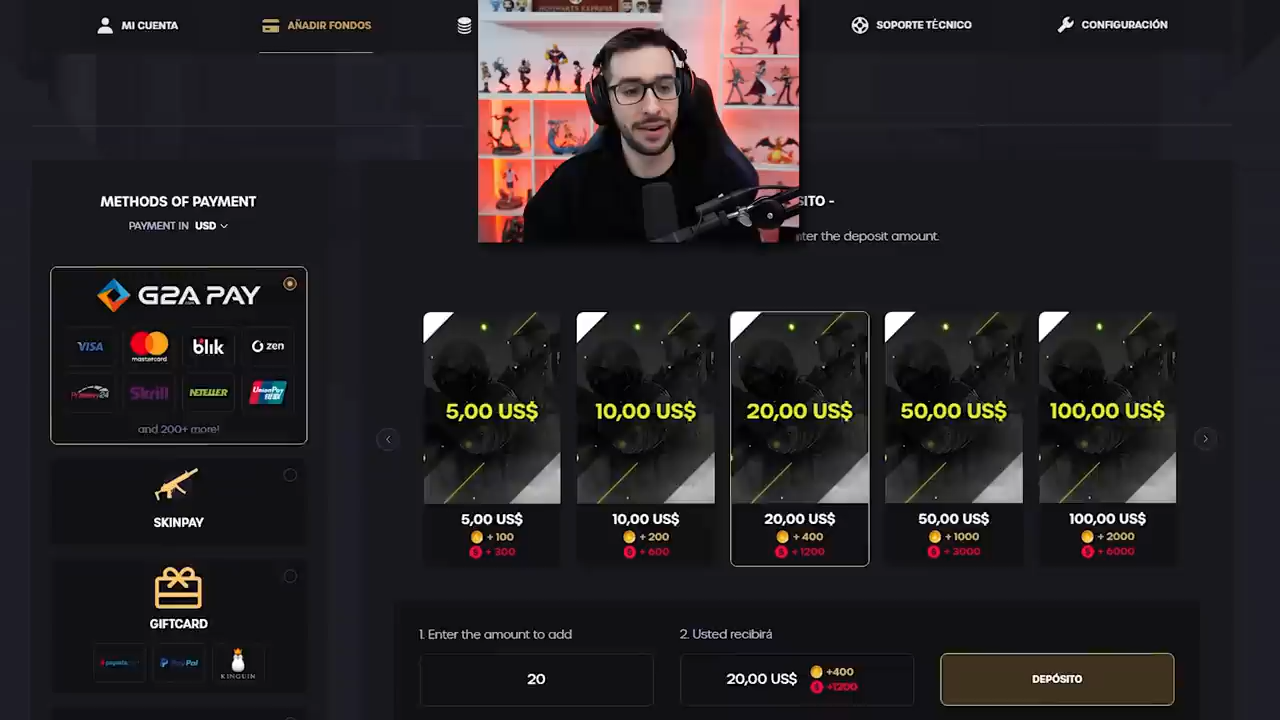 MI CUENTA
AÑADIR FONDOS
SOPORTE TÉCNICO
CONFIGURACIÓN
METHODS OF PAYMENT
PAYMENT IN USD
SITO -
nter the deposit amount.
G2A PAY
VISA
mastercard
blik
zen
Przelewy24
Skrill
NETELLER
UnionPay
and 200+ more!
SKINPAY
GIFTCARD
PayPal
KINGUIN
5,00 US$
10,00 US$
20,00 US$
50,00 US$
100,00 US$
5,00 US$
+ 100
+ 300
10,00 US$
+ 200
+ 600
20,00 US$
+ 400
+ 1200
50,00 US$
+ 1000
+ 3000
100,00 US$
+ 2000
+ 6000
1. Enter the amount to add
2. Usted recibirá
20
20,00 US$
+400
+1200
DEPÓSITO